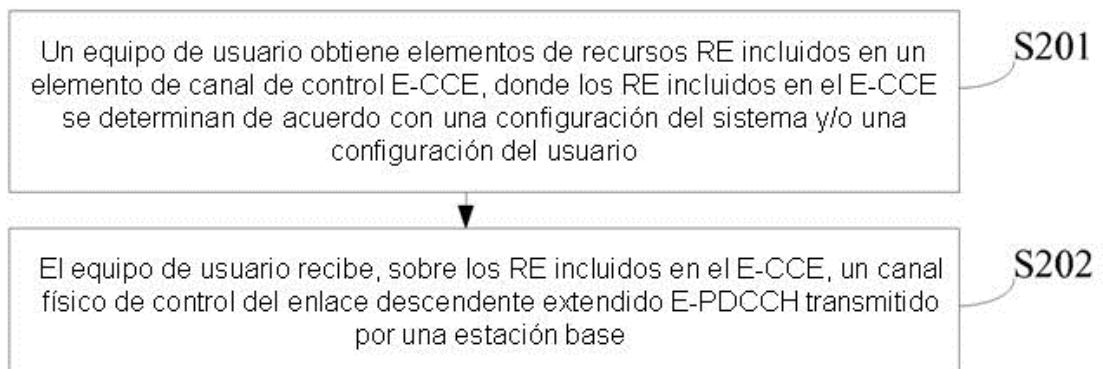 Un equipo de usuario obtiene elementos de recursos RE incluidos en un
elemento de canal de control E-CCE, donde los RE incluidos en el E-CCE
se determinan de acuerdo con una configuración del sistema y/o una
configuración del usuario
S201
El equipo de usuario recibe, sobre los RE incluidos en el E-CCE, un canal
físico de control del enlace descendente extendido E-PDCCH transmitido
por una estación base
S202